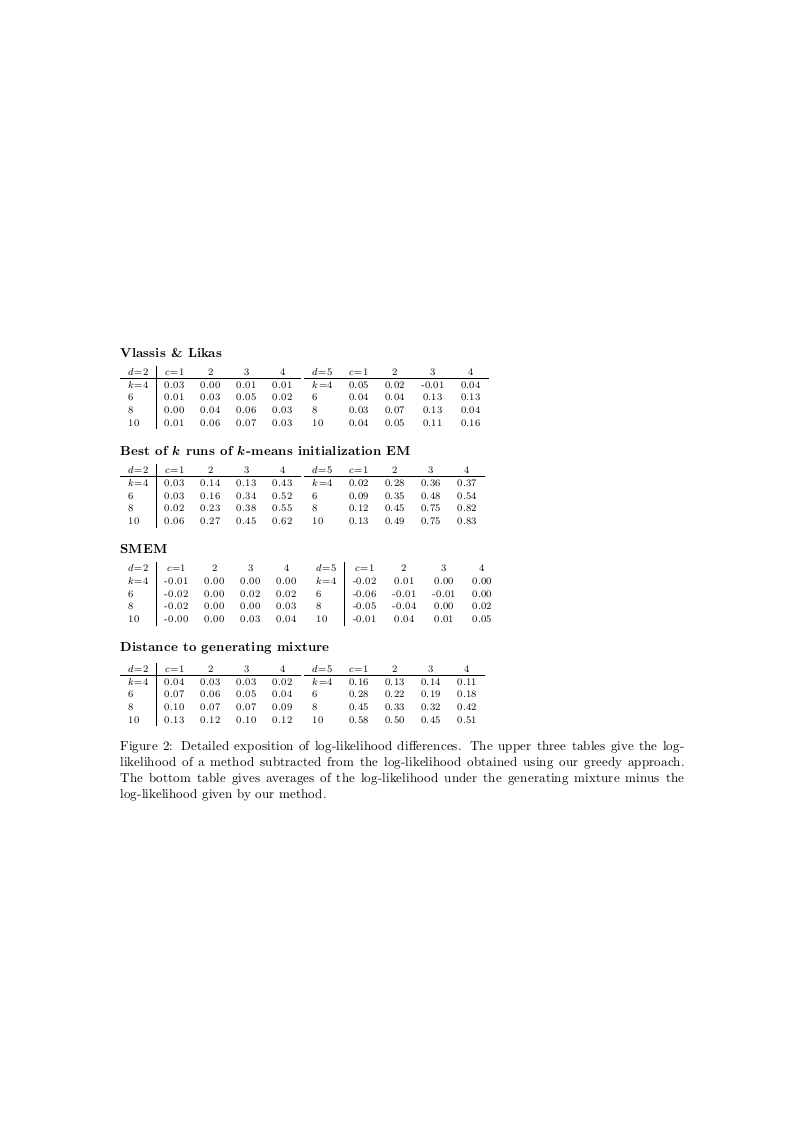 Vlassis & Likas
d=2 c=1 2 3 4 d=5 c=1 2 3 4
k=4 0.03 0.00 0.01 0.01 k=4 0.05 0.02 -0.01 0.04
6 0.01 0.03 0.05 0.02 6 0.04 0.04 0.13 0.13
8 0.00 0.04 0.06 0.03 8 0.03 0.07 0.13 0.04
10 0.01 0.06 0.07 0.03 10 0.04 0.05 0.11 0.16
Best of k runs of k-means initialization EM
d=2 c=1 2 3 4 d=5 c=1 2 3 4
k=4 0.03 0.14 0.13 0.43 k=4 0.02 0.28 0.36 0.37
6 0.03 0.16 0.34 0.52 6 0.09 0.35 0.48 0.54
8 0.02 0.23 0.38 0.55 8 0.12 0.45 0.75 0.82
10 0.06 0.27 0.45 0.62 10 0.13 0.49 0.75 0.83
SMEM
d=2 c=1 2 3 4 d=5 c=1 2 3 4
k=4 -0.01 0.00 0.00 0.00 k=4 -0.02 0.01 0.00 0.00
6 -0.02 0.00 0.02 0.02 6 -0.06 -0.01 -0.01 0.00
8 -0.02 0.00 0.00 0.03 8 -0.05 -0.04 0.00 0.02
10 -0.00 0.00 0.03 0.04 10 -0.01 0.04 0.01 0.05
Distance to generating mixture
d=2 c=1 2 3 4 d=5 c=1 2 3 4
k=4 0.04 0.03 0.03 0.02 k=4 0.16 0.13 0.14 0.11
6 0.07 0.06 0.05 0.04 6 0.28 0.22 0.19 0.18
8 0.10 0.07 0.07 0.09 8 0.45 0.33 0.32 0.42
10 0.13 0.12 0.10 0.12 10 0.58 0.50 0.45 0.51
Figure 2: Detailed exposition of log-likelihood differences. The upper three tables give the log-
likelihood of a method subtracted from the log-likelihood obtained using our greedy approach.
The bottom table gives averages of the log-likelihood under the generating mixture minus the
log-likelihood given by our method.